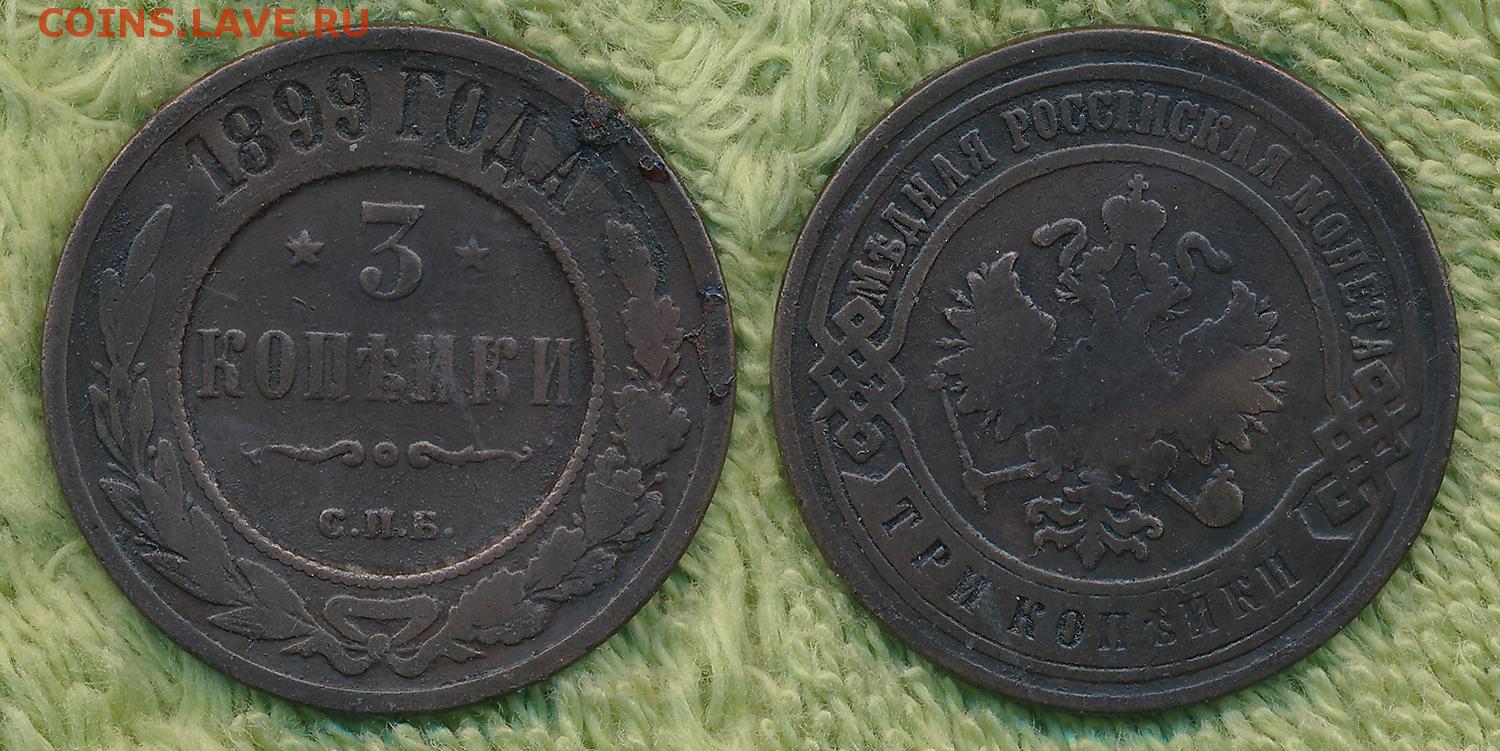 COINS.LAVE.RU
1899 ГОДА
3
КОПѢЙКИ
С.П.Б.
МѢДНАЯ РОССІЙСКАЯ МОНЕТА
ТРИ КОПѢЙКИ